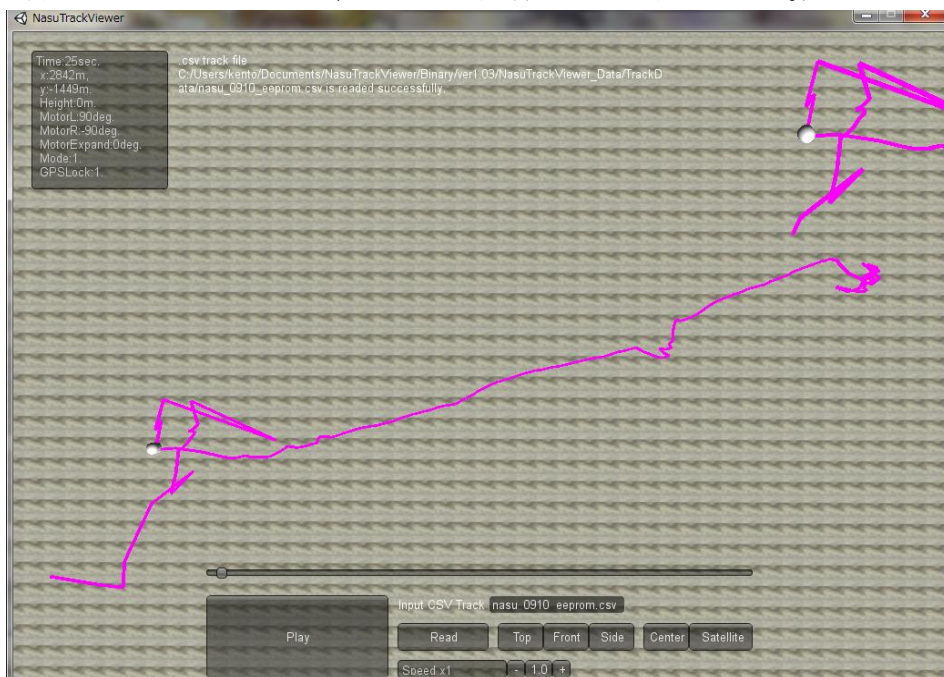 NasuTrackViewer
Time:25sec.
x:2842m,
y:-1449m.
Height:0m.
MotorL:90deg.
MotorR:-90deg.
MotorExpand:0deg.
Mode:1.
GPSLock:1.
.csv track file
C:/Users/kento/Documents/NasuTrackViewer/Binary/ver1.03/NasuTrackViewer_Data/TrackD
ata/nasu_0910_eeprom.csv is readed successfully.
Input CSV Track nasu_0910_eeprom.csv
Play
Read Top Front Side Center Satellite
Speed x1 - 1.0 +